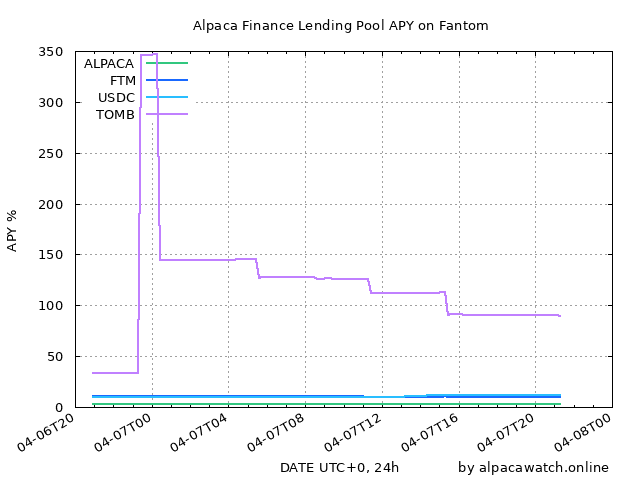 Alpaca Finance Lending Pool APY on Fantom
350
300
250
200
150
100
50
0
APY %
ALPACA
FTM
USDC
TOMB
04-06T20
04-07T00
04-07T04
04-07T08
04-07T12
04-07T16
04-07T20
04-08T00
DATE UTC+0, 24h
by alpacawatch.online